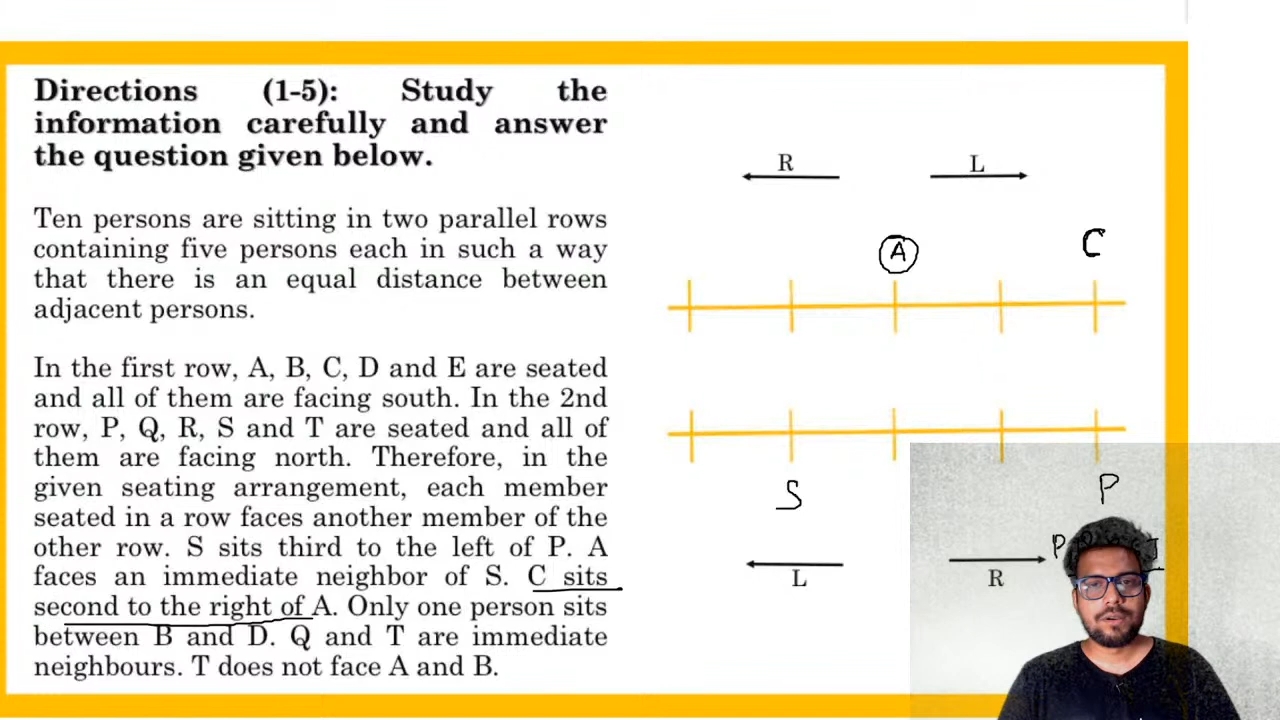 Directions (1-5): Study the
information carefully and answer
the question given below.
Ten persons are sitting in two parallel rows
containing five persons each in such a way
that there is an equal distance between
adjacent persons.
In the first row, A, B, C, D and E are seated
and all of them are facing south. In the 2nd
row, P, Q, R, S and T are seated and all of
them are facing north. Therefore, in the
given seating arrangement, each member
seated in a row faces another member of the
other row. S sits third to the left of P. A
faces an immediate neighbor of S. C sits
second to the right of A. Only one person sits
between B and D. Q and T are immediate
neighbours. T does not face A and B.
R L
A C
S P
L R